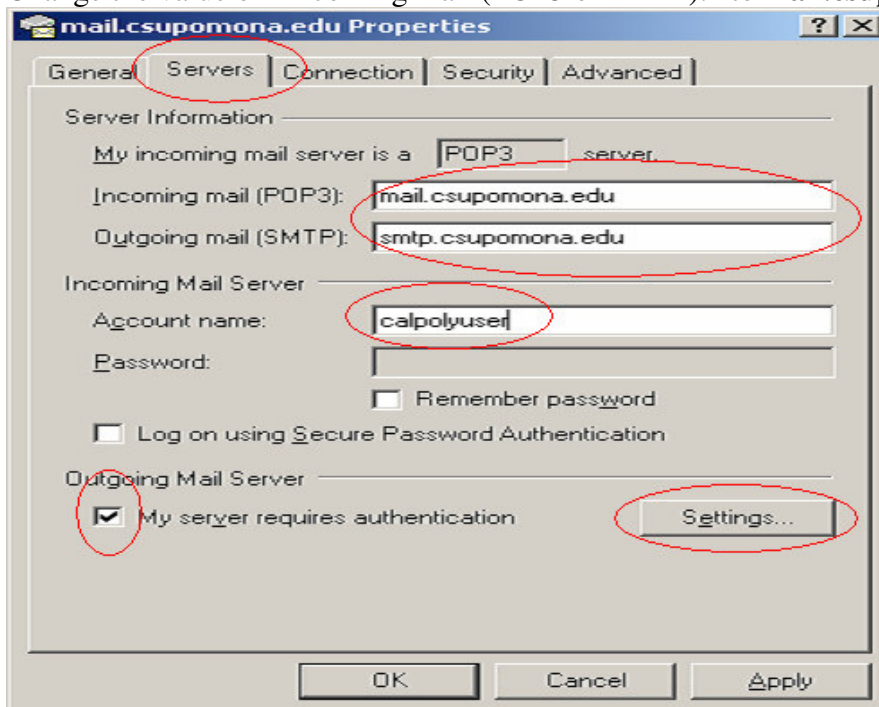 mail.csupomona.edu Properties
General Servers Connection Security Advanced
Server Information
My incoming mail server is a POP3 server.
Incoming mail (POP3): mail.csupomona.edu
Outgoing mail (SMTP): smtp.csupomona.edu
Incoming Mail Server
Account name: calpolyuser
Password:
Remember password
Log on using Secure Password Authentication
Outgoing Mail Server
My server requires authentication Settings...
OK Cancel Apply